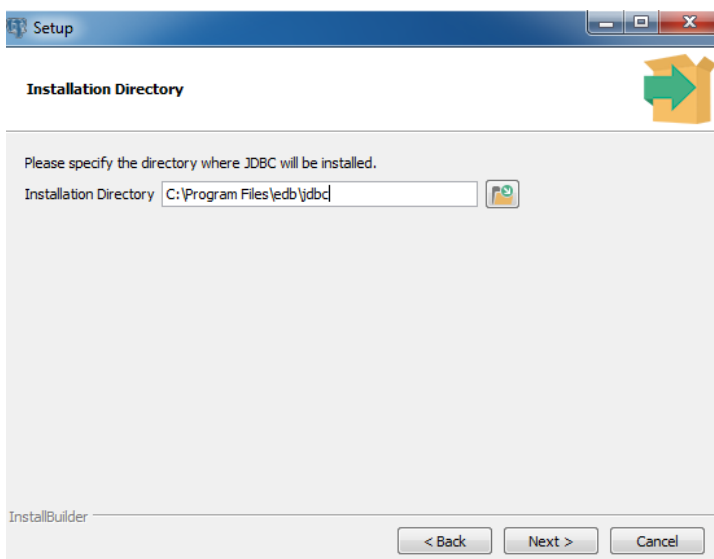 Setup
Installation Directory
Please specify the directory where JDBC will be installed.
Installation Directory C:\Program Files\edb\jdbc
InstallBuilder
< Back Next > Cancel